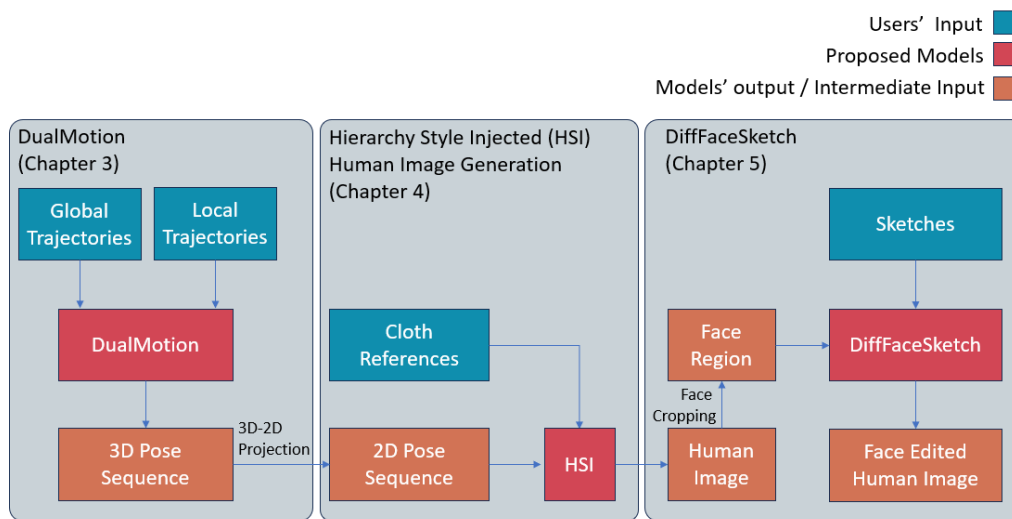 Users' Input
Proposed Models
Models' output / Intermediate Input
DualMotion
(Chapter 3)
Global
Trajectories
Local
Trajectories
DualMotion
3D Pose
Sequence
3D-2D
Projection
Hierarchy Style Injected (HSI)
Human Image Generation
(Chapter 4)
Cloth
References
2D Pose
Sequence
HSI
DiffFaceSketch
(Chapter 5)
Sketches
Face
Region
DiffFaceSketch
Face
Cropping
Human
Image
Face Edited
Human Image